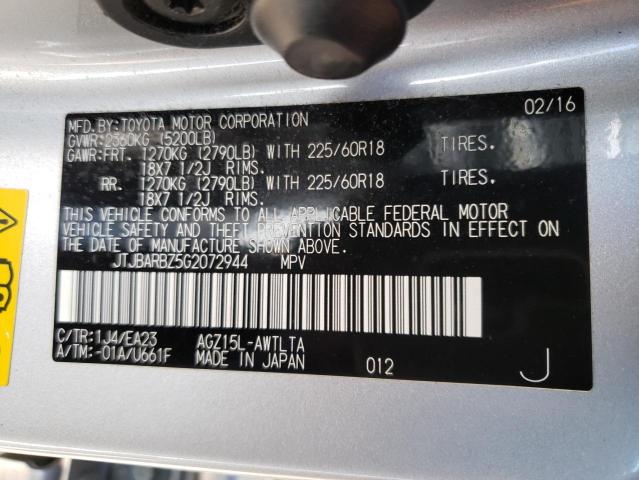 MFD.BY:TOYOTA MOTOR CORPORATION 02/16
GVWR:2360KG (5200LB)
GAWR:FRT. 1270KG (2790LB) WITH 225/60R18 TIRES.
18X7 1/2J RIMS.
RR. 1270KG (2790LB) WITH 225/60R18 TIRES.
18X7 1/2J RIMS.
THIS VEHICLE CONFORMS TO ALL APPLICABLE FEDERAL MOTOR
VEHICLE SAFETY AND THEFT PREVENTION STANDARDS IN EFFECT ON
THE DATE OF MANUFACTURE SHOWN ABOVE.
JTJBARBZ5G2072944 MPV
C/TR:1J4/EA23 AGZ15L-AWTLTA
A/TM:-01A/U661F MADE IN JAPAN 012 J